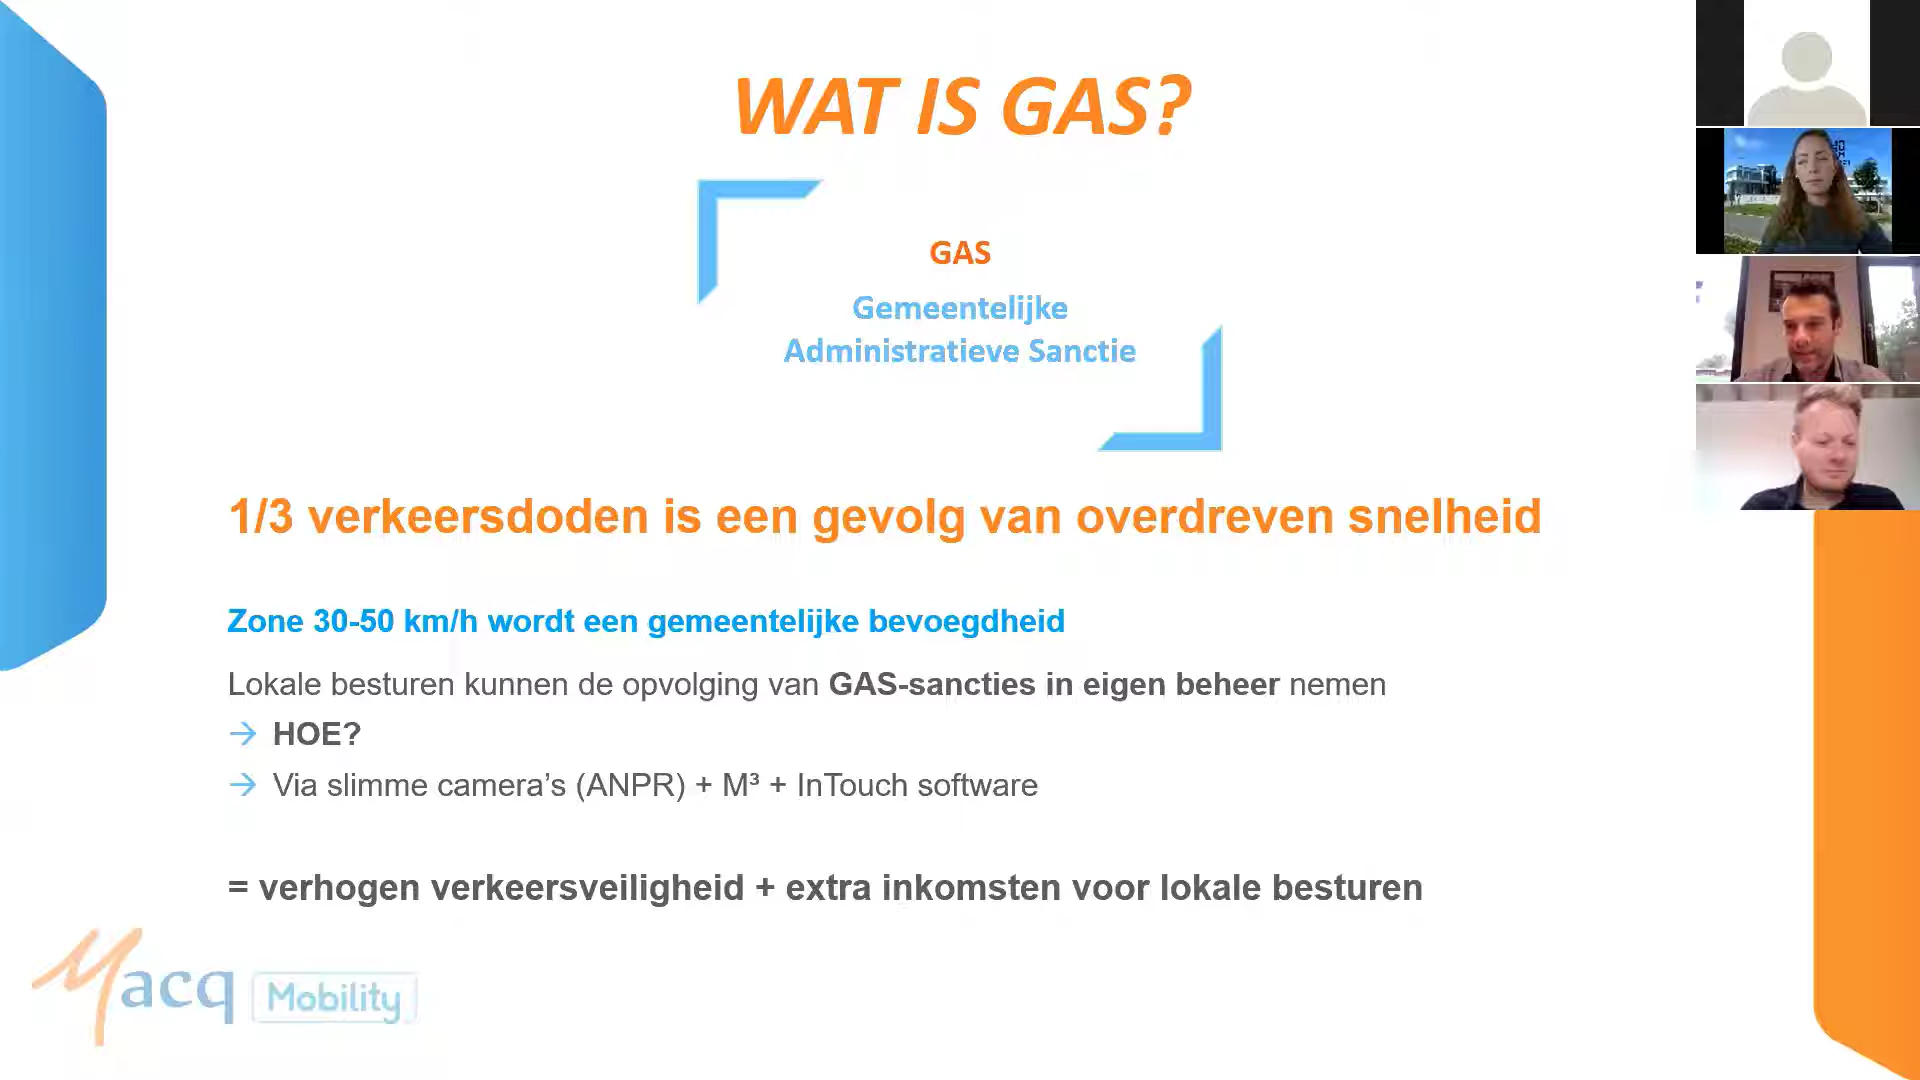 WAT IS GAS?
GAS
Gemeentelijke
Administratieve Sanctie
1/3 verkeersdoden is een gevolg van overdreven snelheid
Zone 30-50 km/h wordt een gemeentelijke bevoegdheid
Lokale besturen kunnen de opvolging van GAS-sancties in eigen beheer nemen
→ HOE?
→ Via slimme camera’s (ANPR) + M³ + InTouch software
= verhogen verkeersveiligheid + extra inkomsten voor lokale besturen
Macq Mobility